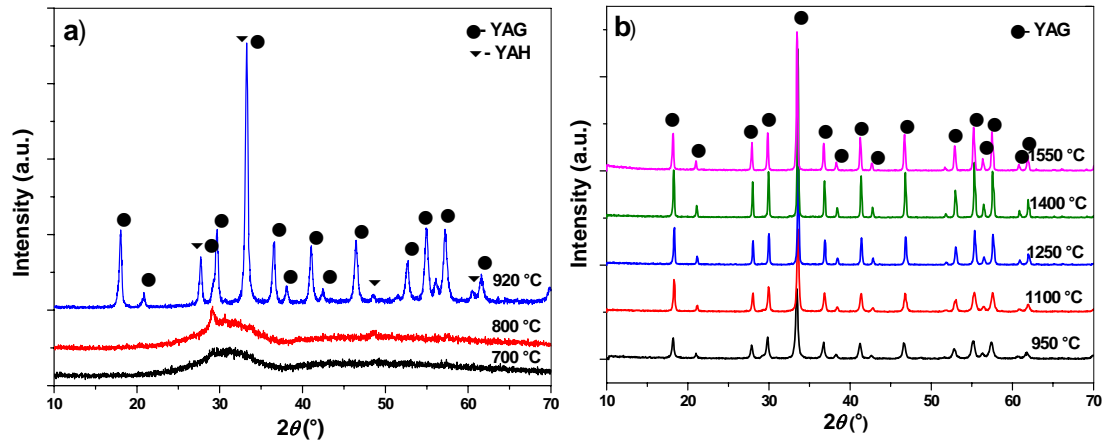 a)
●- YAG
▼- YAH
Intensity (a.u.)
920 °C
800 °C
700 °C
10 20 30 40 50 60 70
2θ (°)
b)
●- YAG
Intensity (a.u.)
1550 °C
1400 °C
1250 °C
1100 °C
950 °C
10 20 30 40 50 60 70
2θ (°)